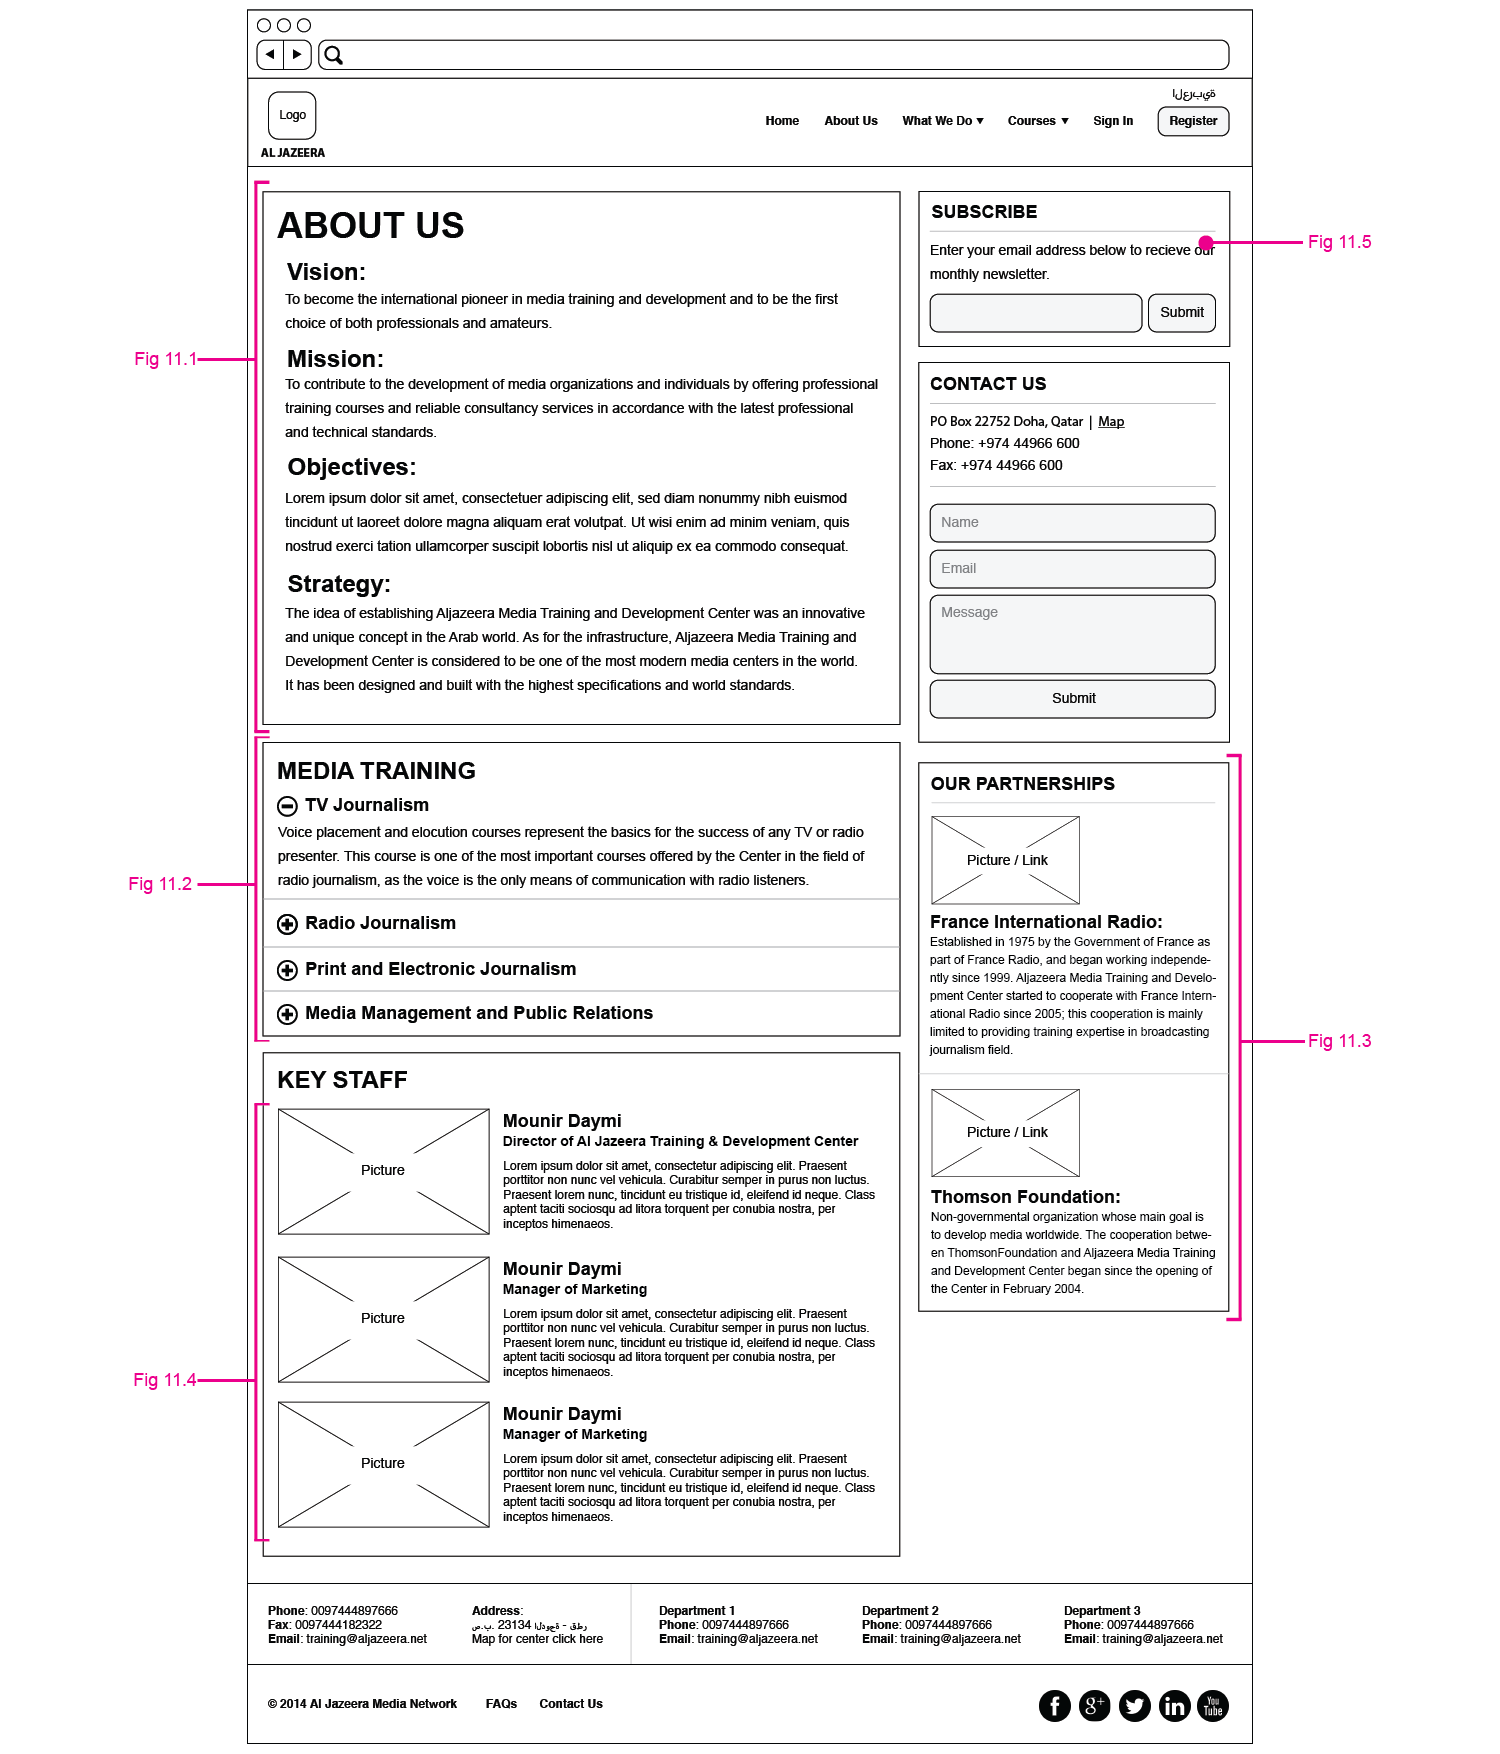 Logo
AL JAZEERA
Home About Us What We Do Courses Sign In
العربية
Register
ABOUT US
Vision:
To become the international pioneer in media training and development and to be the first
choice of both professionals and amateurs.
Mission:
To contribute to the development of media organizations and individuals by offering professional
training courses and reliable consultancy services in accordance with the latest professional
and technical standards.
Objectives:
Lorem ipsum dolor sit amet, consectetuer adipiscing elit, sed diam nonummy nibh euismod
tincidunt ut laoreet dolore magna aliquam erat volutpat. Ut wisi enim ad minim veniam, quis
nostrud exerci tation ullamcorper suscipit lobortis nisl ut aliquip ex ea commodo consequat.
Strategy:
The idea of establishing Aljazeera Media Training and Development Center was an innovative
and unique concept in the Arab world. As for the infrastructure, Aljazeera Media Training and
Development Center is considered to be one of the most modern media centers in the world.
It has been designed and built with the highest specifications and world standards.
Fig 11.1
SUBSCRIBE
Enter your email address below to recieve our
monthly newsletter.
Submit
Fig 11.5
CONTACT US
PO Box 22752 Doha, Qatar | Map
Phone: +974 44966 600
Fax: +974 44966 600
Name
Email
Message
Submit
MEDIA TRAINING
TV Journalism
Voice placement and elocution courses represent the basics for the success of any TV or radio
presenter. This course is one of the most important courses offered by the Center in the field of
radio journalism, as the voice is the only means of communication with radio listeners.
Radio Journalism
Print and Electronic Journalism
Media Management and Public Relations
Fig 11.2
OUR PARTNERSHIPS
Picture / Link
France International Radio:
Established in 1975 by the Government of France as
part of France Radio, and began working independe-
ntly since 1999. Aljazeera Media Training and Develo-
pment Center started to cooperate with France Intern-
ational Radio since 2005; this cooperation is mainly
limited to providing training expertise in broadcasting
journalism field.
Picture / Link
Thomson Foundation:
Non-governmental organization whose main goal is
to develop media worldwide. The cooperation betwe-
en ThomsonFoundation and Aljazeera Media Training
and Development Center began since the opening of
the Center in February 2004.
Fig 11.3
KEY STAFF
Picture
Mounir Daymi
Director of Al Jazeera Training & Development Center
Lorem ipsum dolor sit amet, consectetur adipiscing elit. Praesent
porttitor non nunc vel vehicula. Curabitur semper in purus non luctus.
Praesent lorem nunc, tincidunt eu tristique id, eleifend id neque. Class
aptent taciti sociosqu ad litora torquent per conubia nostra, per
inceptos himenaeos.
Picture
Mounir Daymi
Manager of Marketing
Lorem ipsum dolor sit amet, consectetur adipiscing elit. Praesent
porttitor non nunc vel vehicula. Curabitur semper in purus non luctus.
Praesent lorem nunc, tincidunt eu tristique id, eleifend id neque. Class
aptent taciti sociosqu ad litora torquent per conubia nostra, per
inceptos himenaeos.
Picture
Mounir Daymi
Manager of Marketing
Lorem ipsum dolor sit amet, consectetur adipiscing elit. Praesent
porttitor non nunc vel vehicula. Curabitur semper in purus non luctus.
Praesent lorem nunc, tincidunt eu tristique id, eleifend id neque. Class
aptent taciti sociosqu ad litora torquent per conubia nostra, per
inceptos himenaeos.
Fig 11.4
Phone: 0097444897666
Fax: 0097444182322
Email: training@aljazeera.net
Address:
ص.ب. 23134 الدوحة - قطر
Map for center click here
Department 1
Phone: 0097444897666
Email: training@aljazeera.net
Department 2
Phone: 0097444897666
Email: training@aljazeera.net
Department 3
Phone: 0097444897666
Email: training@aljazeera.net
© 2014 Al Jazeera Media Network FAQs Contact Us
f g+ in You Tube